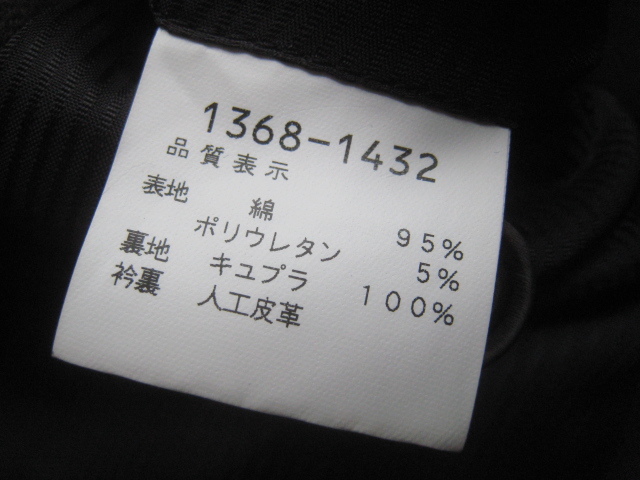 1368-1432
品質表示
表地 綿 95%
ポリウレタン 5%
裏地 キュプラ 100%
衿裏 人工皮革